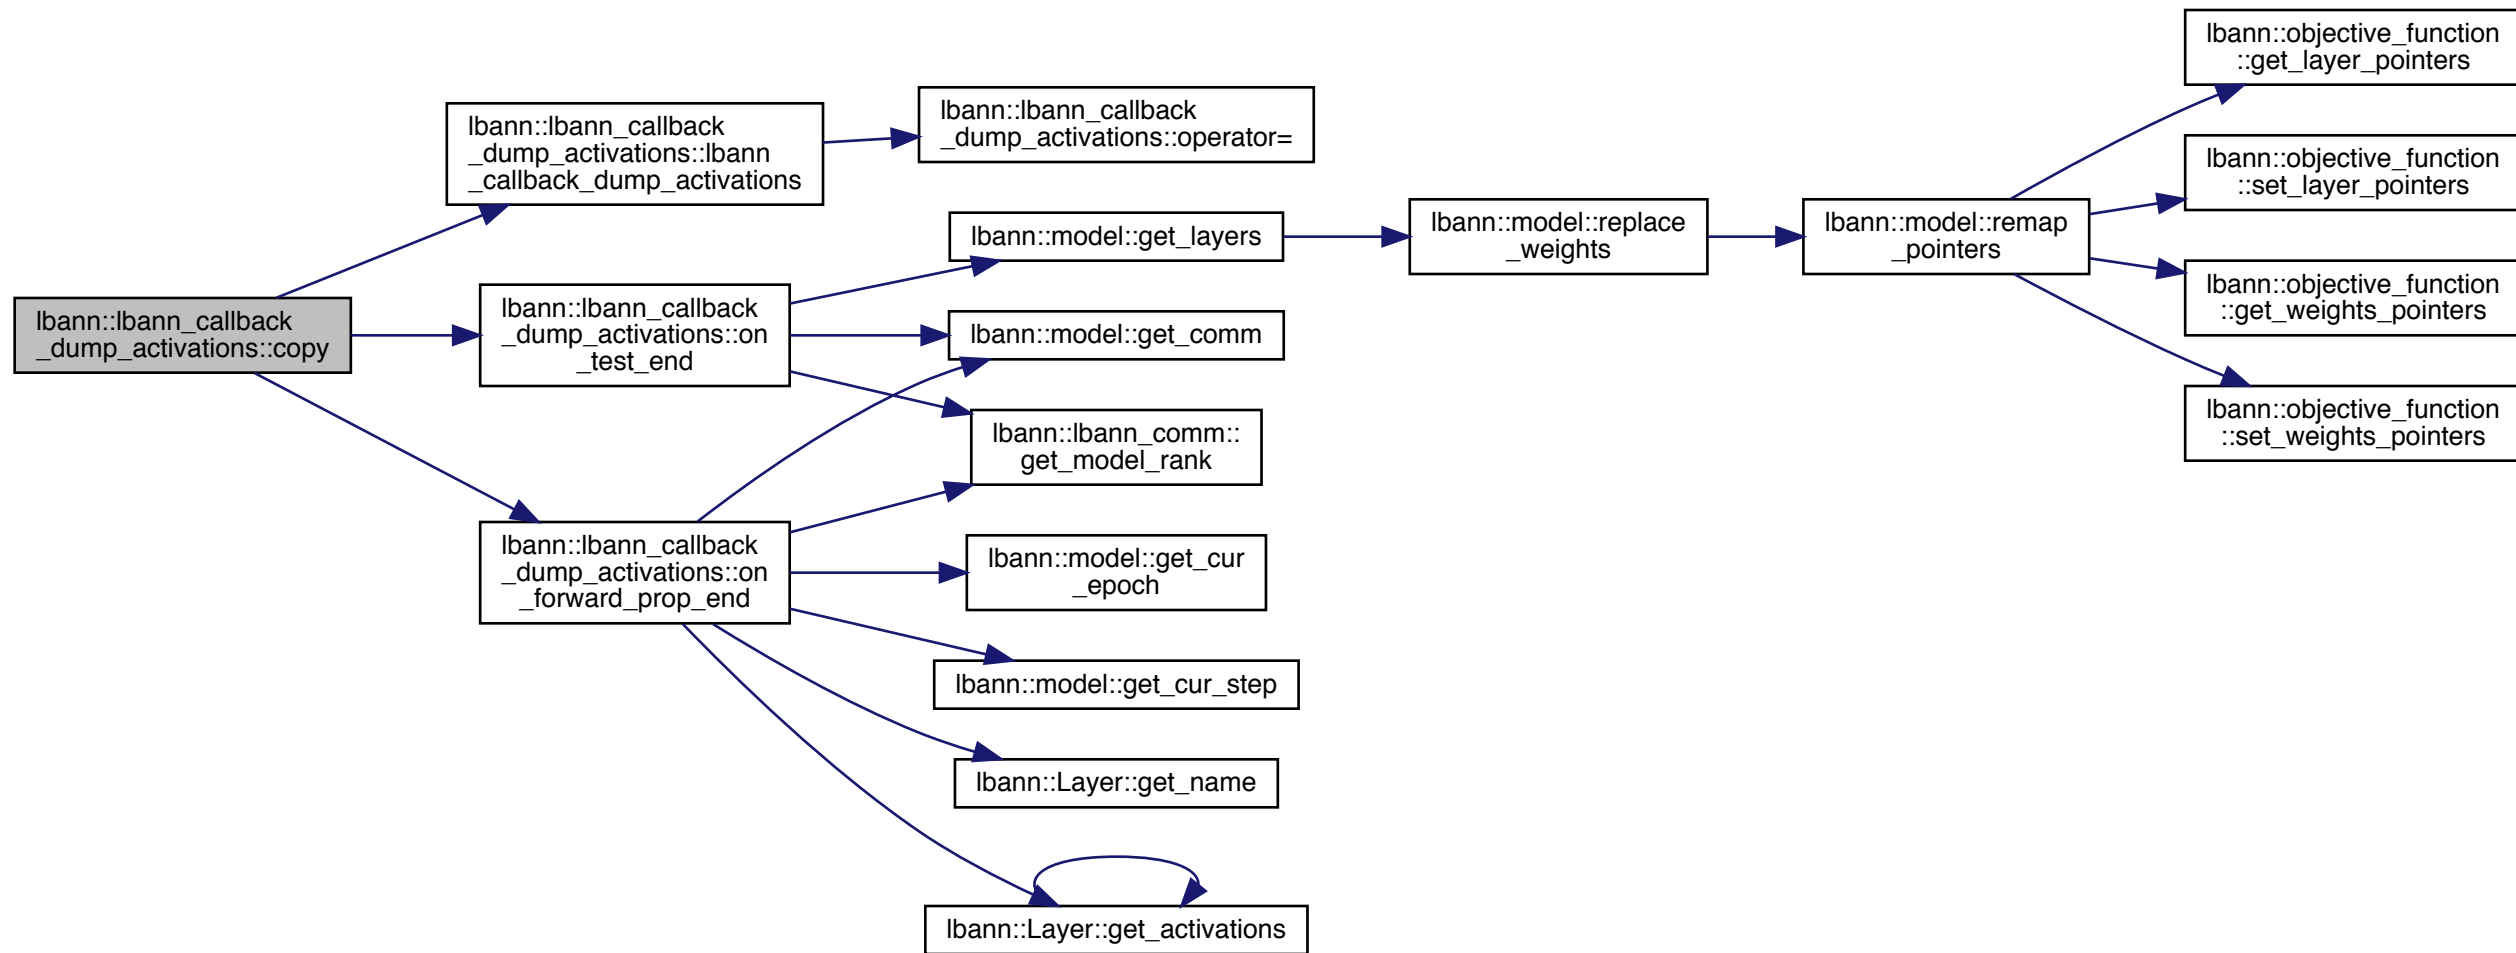 lbann::lbann_callback
_dump_activations::copy
lbann::lbann_callback
_dump_activations::lbann
_callback_dump_activations
lbann::lbann_callback
_dump_activations::operator=
lbann::lbann_callback
_dump_activations::on
_test_end
lbann::model::get_layers
lbann::model::replace
_weights
lbann::model::remap
_pointers
lbann::objective_function
::get_layer_pointers
lbann::objective_function
::set_layer_pointers
lbann::objective_function
::get_weights_pointers
lbann::objective_function
::set_weights_pointers
lbann::model::get_comm
lbann::lbann_comm::
get_model_rank
lbann::lbann_callback
_dump_activations::on
_forward_prop_end
lbann::model::get_cur
_epoch
lbann::model::get_cur_step
lbann::Layer::get_name
lbann::Layer::get_activations